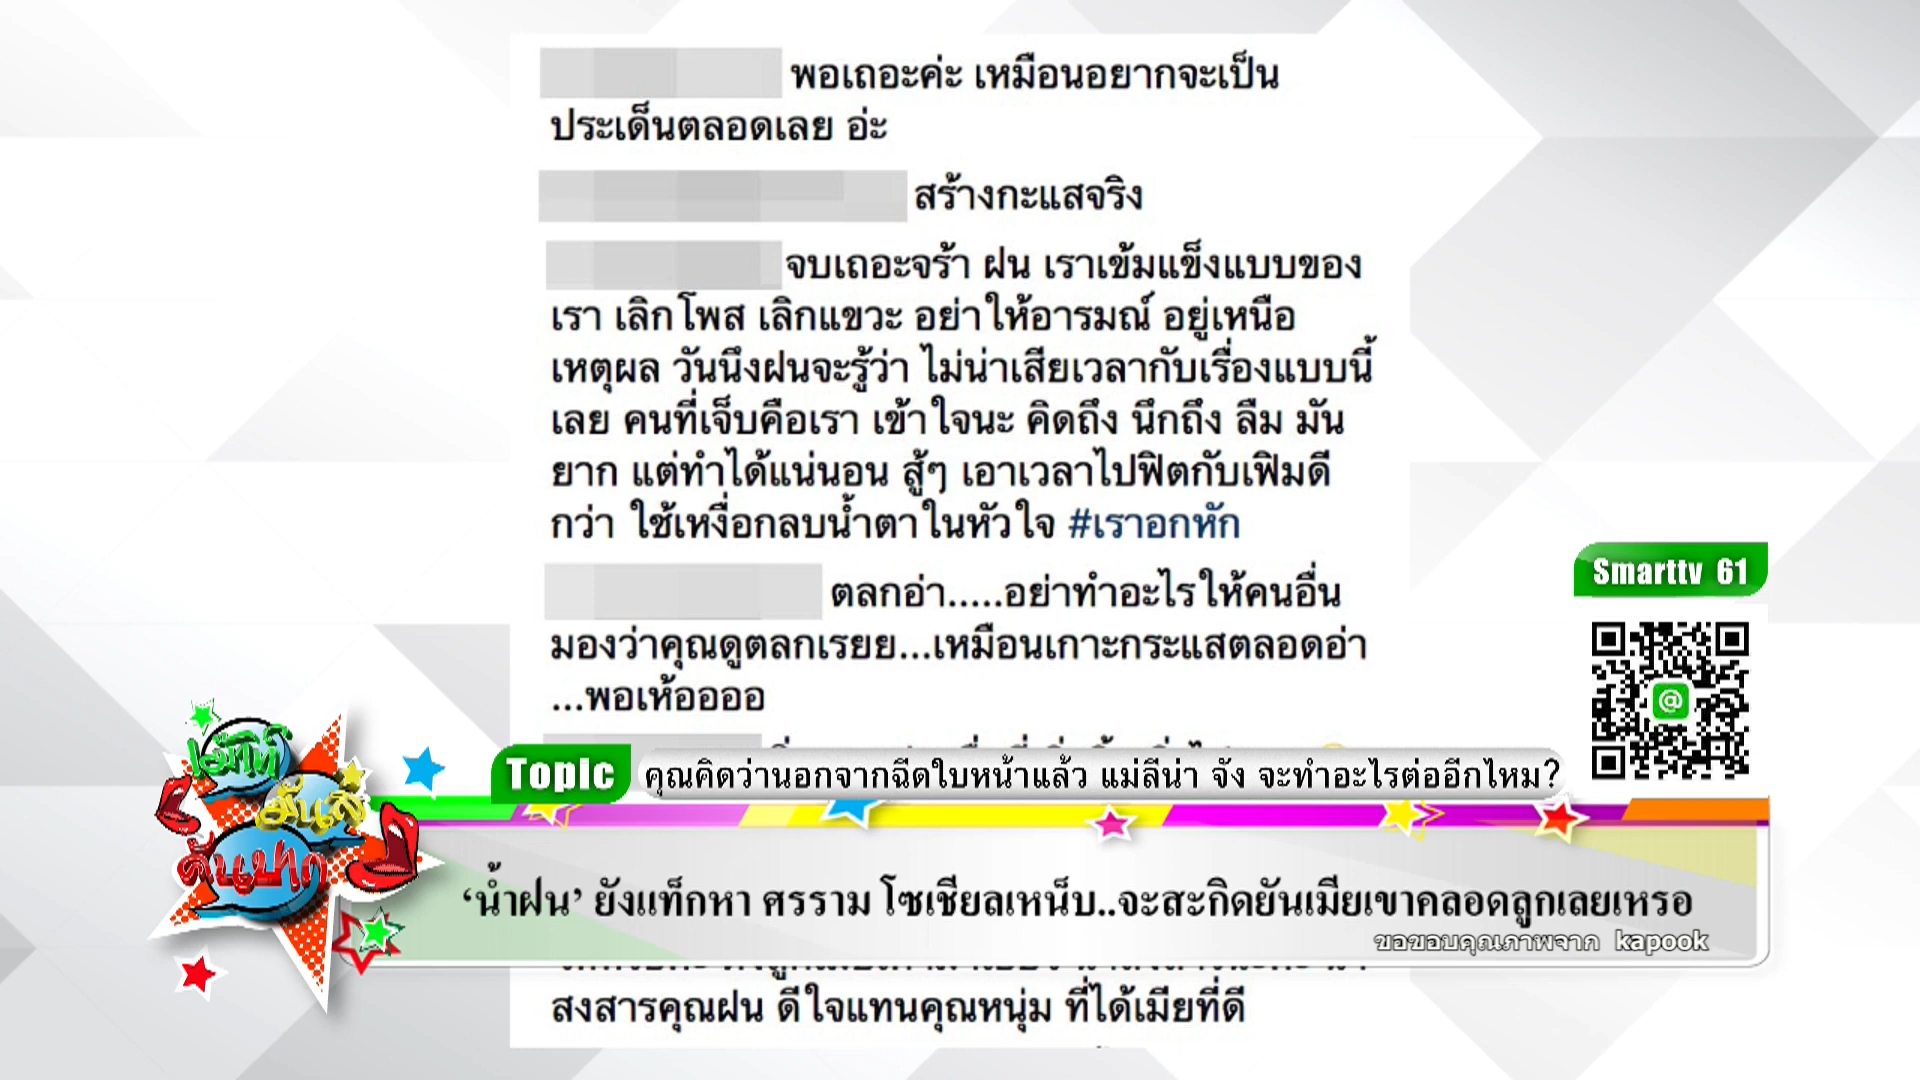 พอเถอะค่ะ เหมือนอยากจะเป็น
ประเด็นตลอดเลย อ่ะ
สร้างกะแสจริง
จบเถอะจร้า ฝน เราเข้มแข็งแบบของ
เรา เลิกโพส เลิกแขวะ อย่าให้อารมณ์ อยู่เหนือ
เหตุผล วันนึงฝนจะรู้ว่า ไม่น่าเสียเวลากับเรื่องแบบนี้
เลย คนที่เจ็บคือเรา เข้าใจนะ คิดถึง นึกถึง ลืม มัน
ยาก แต่ทำได้แน่นอน สู้ๆ เอาเวลาไปฟิตกับเฟิมดี
กว่า ใช้เหงื่อกลบน้ำตาในหัวใจ #เราอกหัก
ตลกอ่า.....อย่าทำอะไรให้คนอื่น
มองว่าคุณดูตลกเรยย...เหมือนเกาะกระแสตลอดอ่า
...พอเห้ออออ
Smarttv 61
เม้าท์
มันส์
คันปาก
Topic คุณคิดว่านอกจากฉีดใบหน้าแล้ว แม่ลีน่า จัง จะทำอะไรต่ออีกไหม?
‘น้ำฝน’ ยังแท็กหา ศรราม โซเชียลเหน็บ..จะสะกิดยันเมียเขาคลอดลูกเลยเหรอ
ขอขอบคุณภาพจาก kapook
สงสารคุณฝน ดีใจแทนคุณหนุ่ม ที่ได้เมียที่ดี